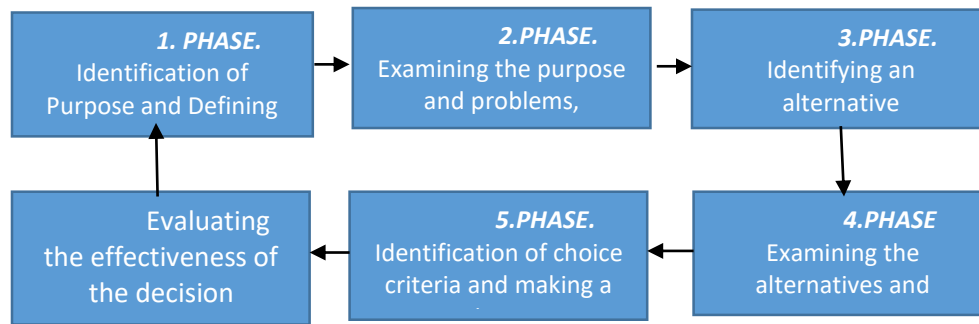 1. PHASE.
Identification of
Purpose and Defining
2.PHASE.
Examining the purpose
and problems,
3.PHASE.
Identifying an
alternative
4.PHASE
Examining the
alternatives and
5.PHASE.
Identification of choice
criteria and making a
Evaluating
the effectiveness of
the decision